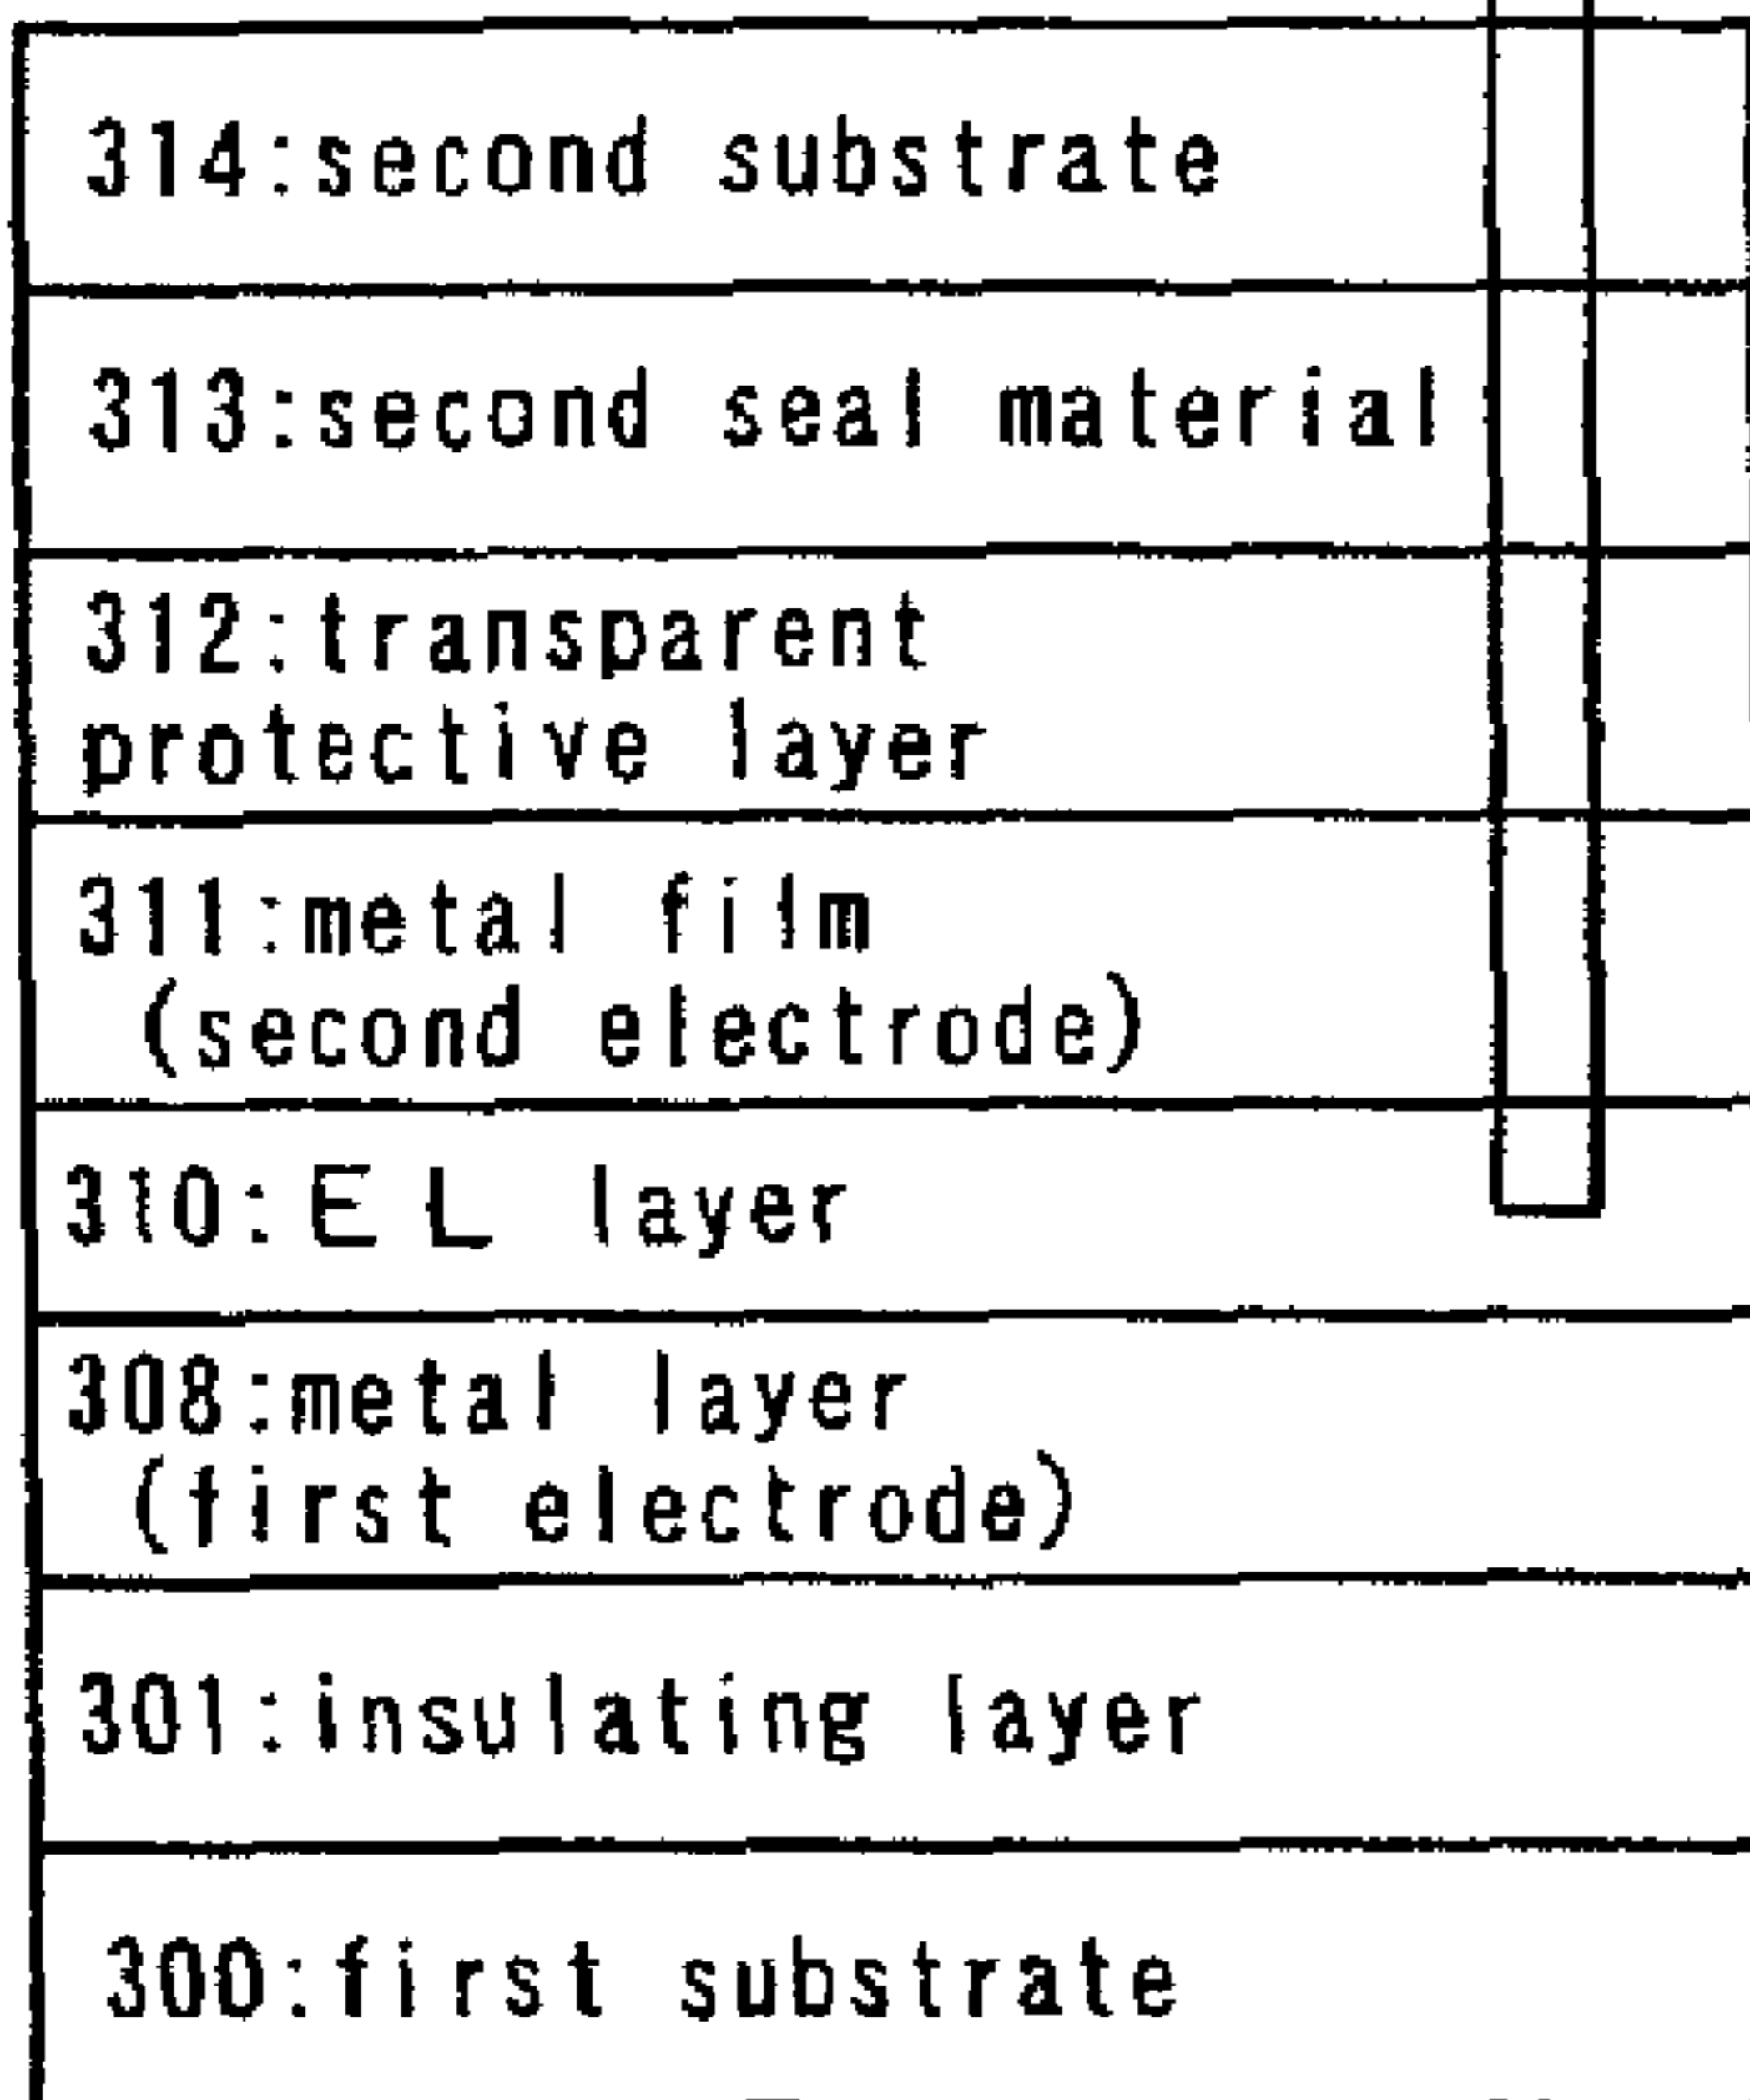 314:second substrate
313:second seal material
312:transparent
protective layer
311:metal film
(second electrode)
310:EL layer
308:metal layer
(first electrode)
301:insulating layer
300:first substrate